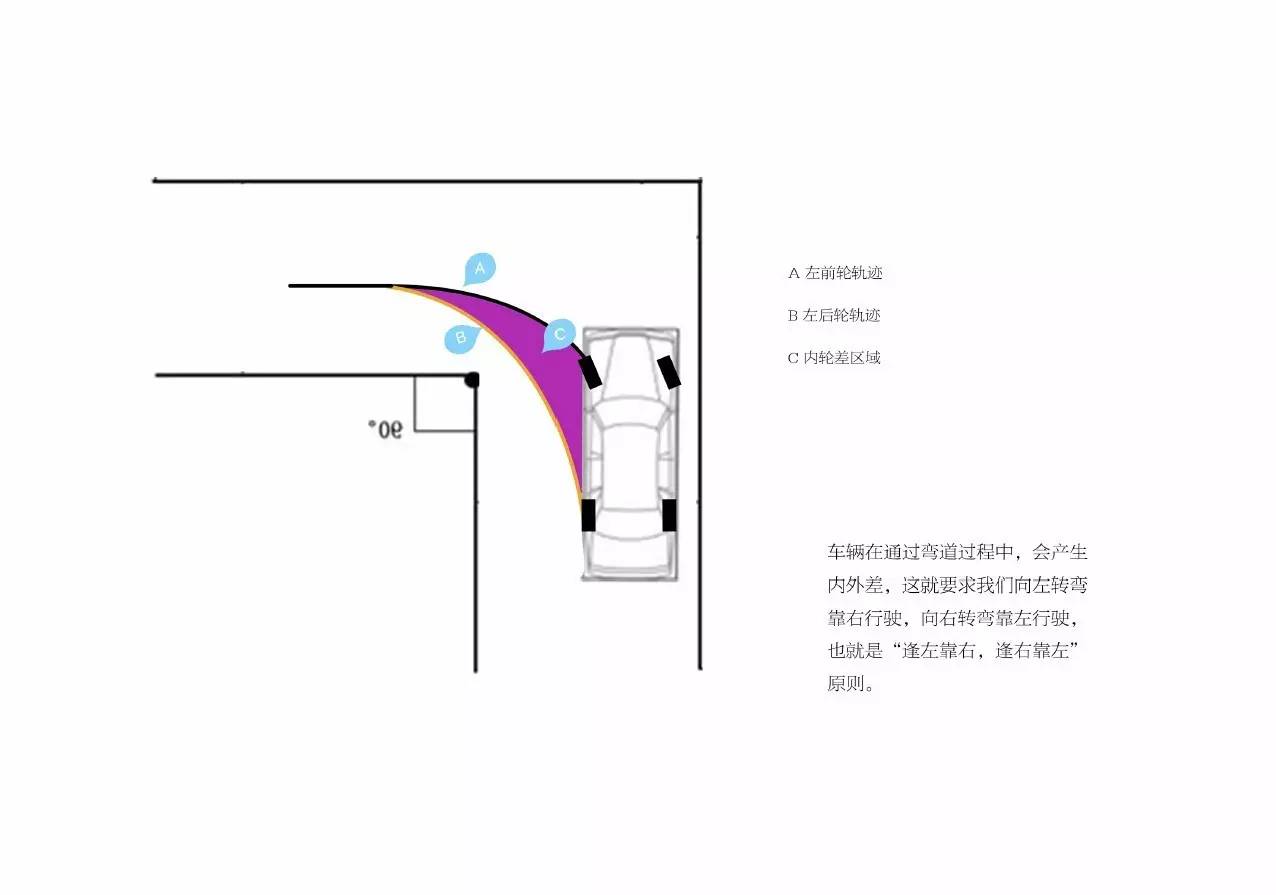 A
C
B
90°
A 左前轮轨迹
B 左后轮轨迹
C 内轮差区域
车辆在通过弯道过程中，会产生
内外差，这就要求我们向左转弯
靠右行驶，向右转弯靠左行驶，
也就是“逢左靠右，逢右靠左”
原则。